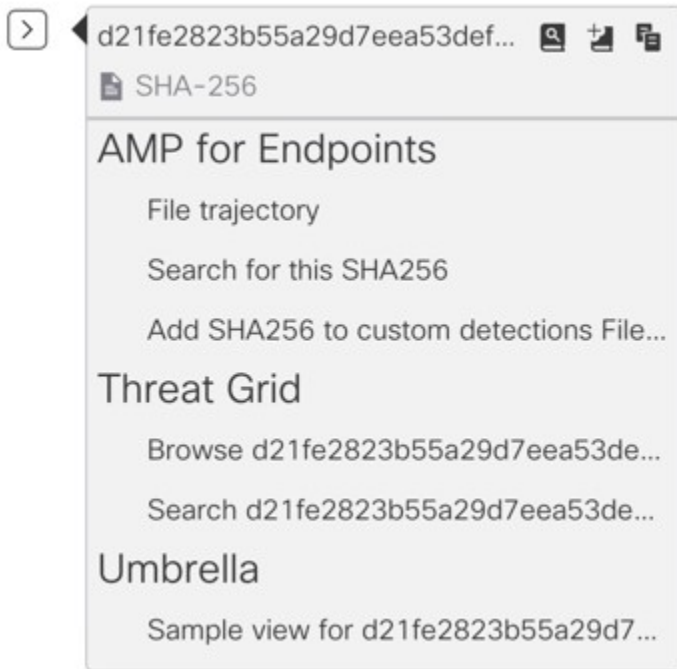 d21fe2823b55a29d7eea53def...
SHA-256
AMP for Endpoints
File trajectory
Search for this SHA256
Add SHA256 to custom detections File...
Threat Grid
Browse d21fe2823b55a29d7eea53de...
Search d21fe2823b55a29d7eea53de...
Umbrella
Sample view for d21fe2823b55a29d7...